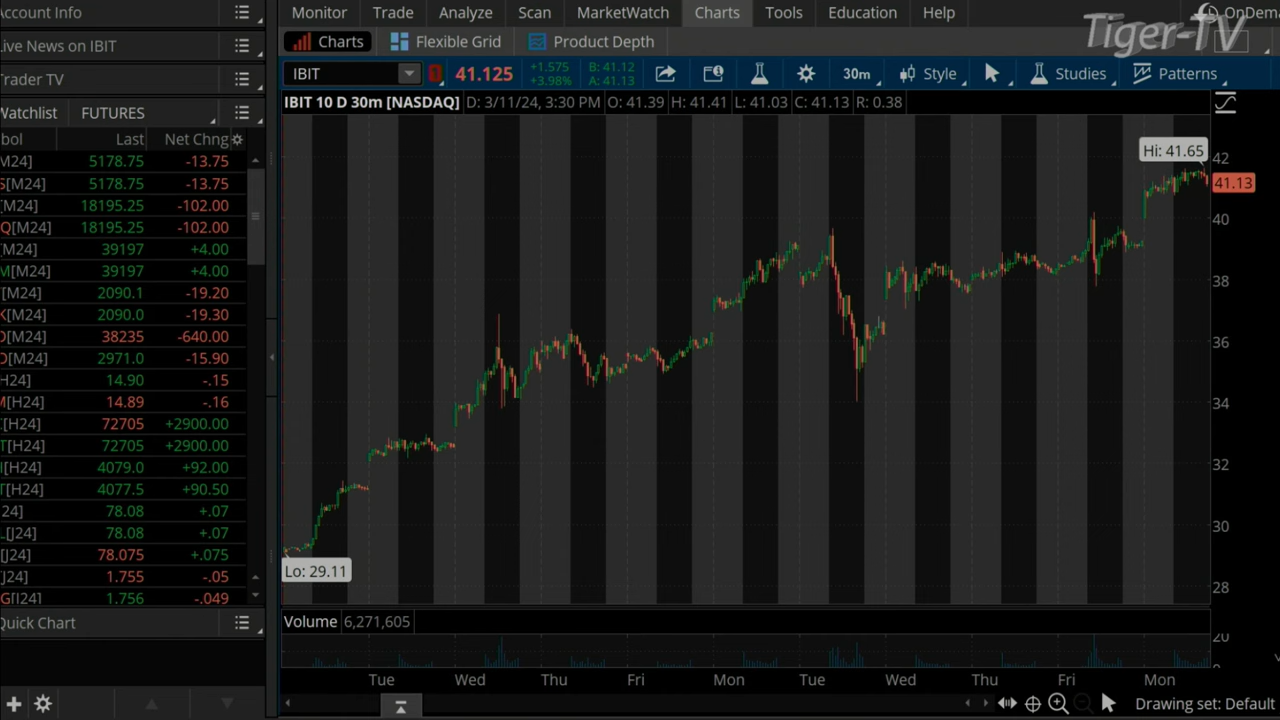 Account Info
Live News on IBIT
Trader TV
Watchlist FUTURES
bol Last Net Chng
M24] 5178.75 -13.75
S[M24] 5178.75 -13.75
[M24] 18195.25 -102.00
Q[M24] 18195.25 -102.00
[M24] 39197 +4.00
M[M24] 39197 +4.00
[M24] 2090.1 -19.20
K[M24] 2090.0 -19.30
D[M24] 38235 -640.00
D[M24] 2971.0 -15.90
[H24] 14.90 -.15
M[H24] 14.89 -.16
[H24] 72705 +2900.00
T[H24] 72705 +2900.00
[H24] 4079.0 +92.00
T[H24] 4077.5 +90.50
24] 78.08 +.07
L[J24] 78.08 +.07
[J24] 78.075 +.075
[J24] 1.755 -.05
G[J24] 1.756 -.049
Quick Chart
Monitor Trade Analyze Scan MarketWatch Charts Tools Education Help OnDema
Tiger-TV
Charts Flexible Grid Product Depth
IBIT 41.125 +1.575 +3.98% B: 41.12 A: 41.13 30m Style Studies Patterns
IBIT 10 D 30m [NASDAQ] D: 3/11/24, 3:30 PM O: 41.39 H: 41.41 L: 41.03 C: 41.13 R: 0.38
Hi: 41.65
42
41.13
40
38
36
34
32
30
Lo: 29.11
28
Volume 6,271,605
20
0
Tue Wed Thu Fri Mon Tue Wed Thu Fri Mon
Drawing set: Default